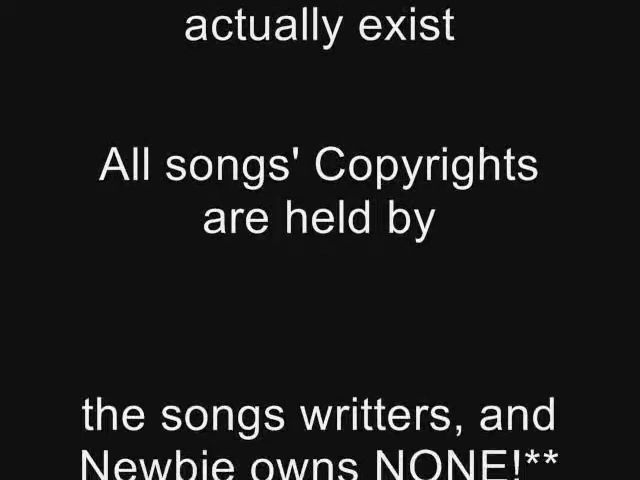 actually exist
All songs' Copyrights
are held by
the songs writters, and
Newbie owns NONE!**